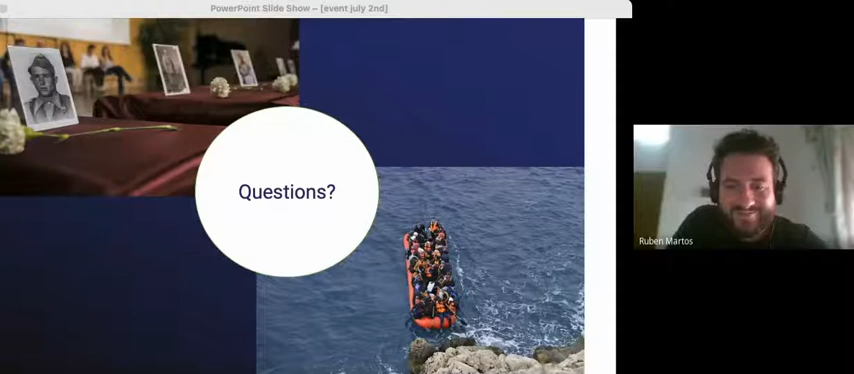 PowerPoint Slide Show – [event july 2nd]
Questions?
Ruben Martos